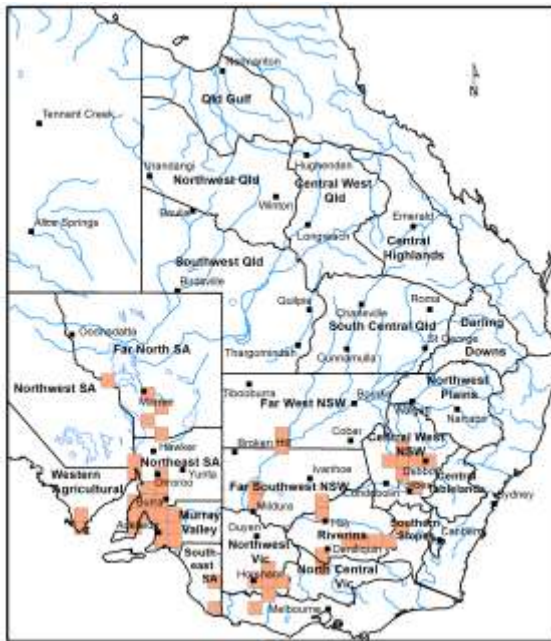 Normanton
Qld Gulf
Tennant Creek
N
Urandangi
Hughenden
Northwest Qld
Central West
Qld
Winton
Boulia
Emerald
Alice Springs
Longreach
Central
Highlands
Southwest Qld
Birdsville
Quilpie
Charleville
Roma
South Central Qld
Darling
Downs
Oodnadatta
St George
Far North SA
Thargomindah
Cunnamulla
Northwest SA
Marree
Tibooburra
Northwest
Plains
Far West NSW
Bourke
Walgett
Narrabri
Hawker
Broken Hill
Cobar
Central West
NSW
Northeast SA
Yunta
Western
Agricultural
Orroroo
Ivanhoe
Dubbo
Far Southwest NSW
Condobolin
Central
Tablelands
Burra
Sydney
Murray
Valley
Mildura
Hay
Adelaide
Ouyen
Riverina
Southern
Slopes
Canberra
Northwest
Vic
Deniliquin
South-
east
SA
Horsham
North Central
Vic
Melbourne